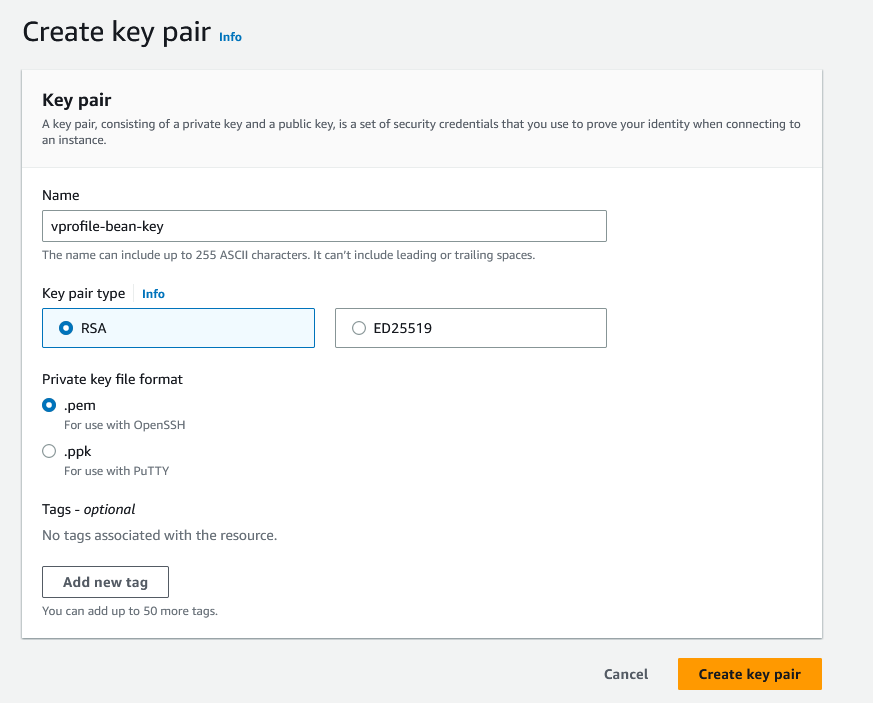 Create key pair Info
Key pair
A key pair, consisting of a private key and a public key, is a set of security credentials that you use to prove your identity when connecting to
an instance.
Name
vprofile-bean-key
The name can include up to 255 ASCII characters. It can't include leading or trailing spaces.
Key pair type Info
RSA ED25519
Private key file format
.pem
For use with OpenSSH
.ppk
For use with PuTTY
Tags - optional
No tags associated with the resource.
Add new tag
You can add up to 50 more tags.
Cancel Create key pair